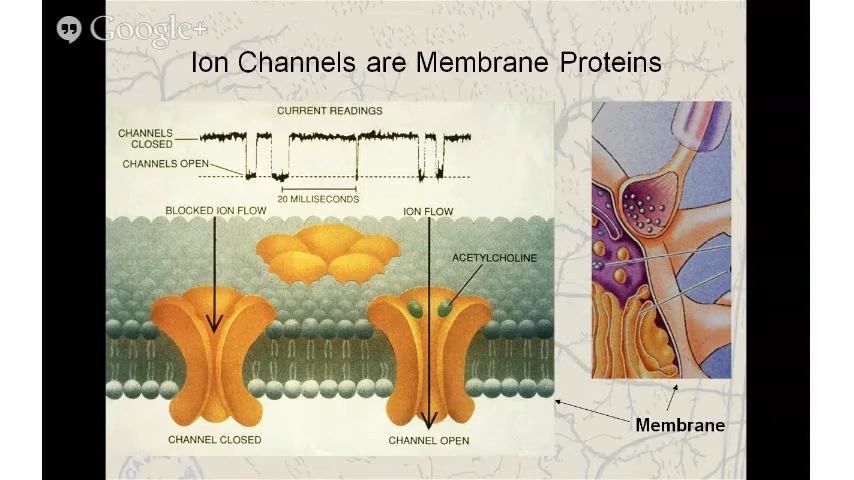 Google+
Ion Channels are Membrane Proteins
CURRENT READINGS
CHANNELS
CLOSED
CHANNELS OPEN
20 MILLISECONDS
BLOCKED ION FLOW
ION FLOW
ACETYLCHOLINE
CHANNEL CLOSED
CHANNEL OPEN
Membrane